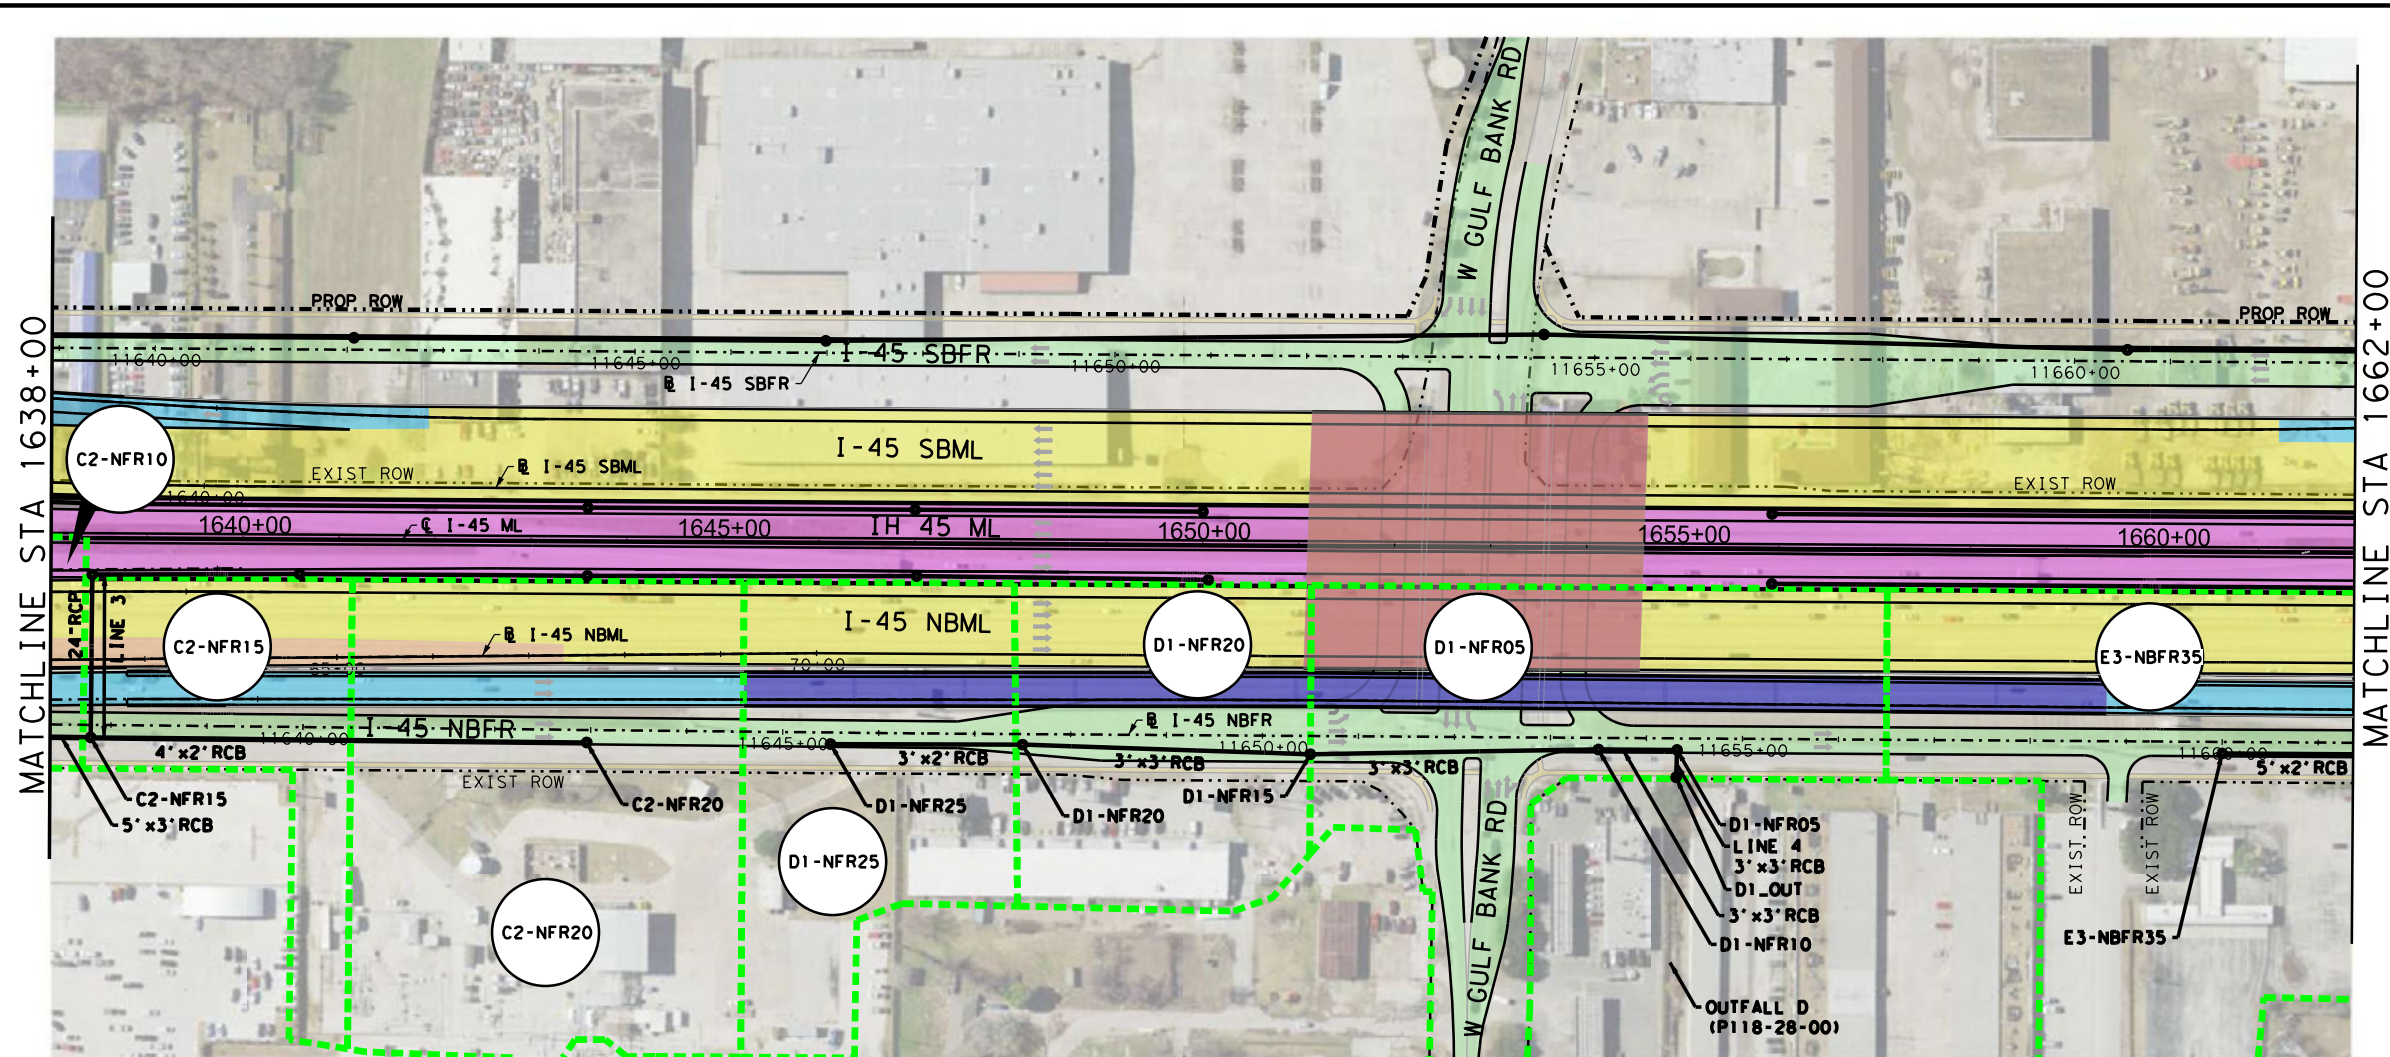 W GULF BANK RD
PROP ROW
PROP ROW
11640+00
11645+00
I-45 SBFR
11650+00
11655+00
11660+00
℄ I-45 SBFR
MATCHLINE STA 1638+00
MATCHLINE STA 1662+00
C2-NFR10
I-45 SBML
EXIST ROW
℄ I-45 SBML
EXIST ROW
1640+00
1640+00
℄ I-45 ML
1645+00
IH 45 ML
1650+00
1655+00
1660+00
24-RCP
LINE 3
C2-NFR15
℄ I-45 NBML
I-45 NBML
D1-NFR20
D1-NFR05
E3-NBFR35
65+00
70+00
I-45 NBFR
℄ I-45 NBFR
11640+00
11645+00
11650+00
11655+00
11660+00
4'x2'RCB
EXIST ROW
3'x2'RCB
3'x3'RCB
3'x3'RCB
5'x2'RCB
C2-NFR15
5'x3'RCB
C2-NFR20
D1-NFR25
D1-NFR20
D1-NFR15
D1-NFR05
LINE 4
3'x3'RCB
D1_OUT
3'x3'RCB
D1-NFR10
EXIST ROW
EXIST ROW
E3-NBFR35
D1-NFR25
C2-NFR20
W GULF BANK RD
OUTFALL D
(P118-28-00)